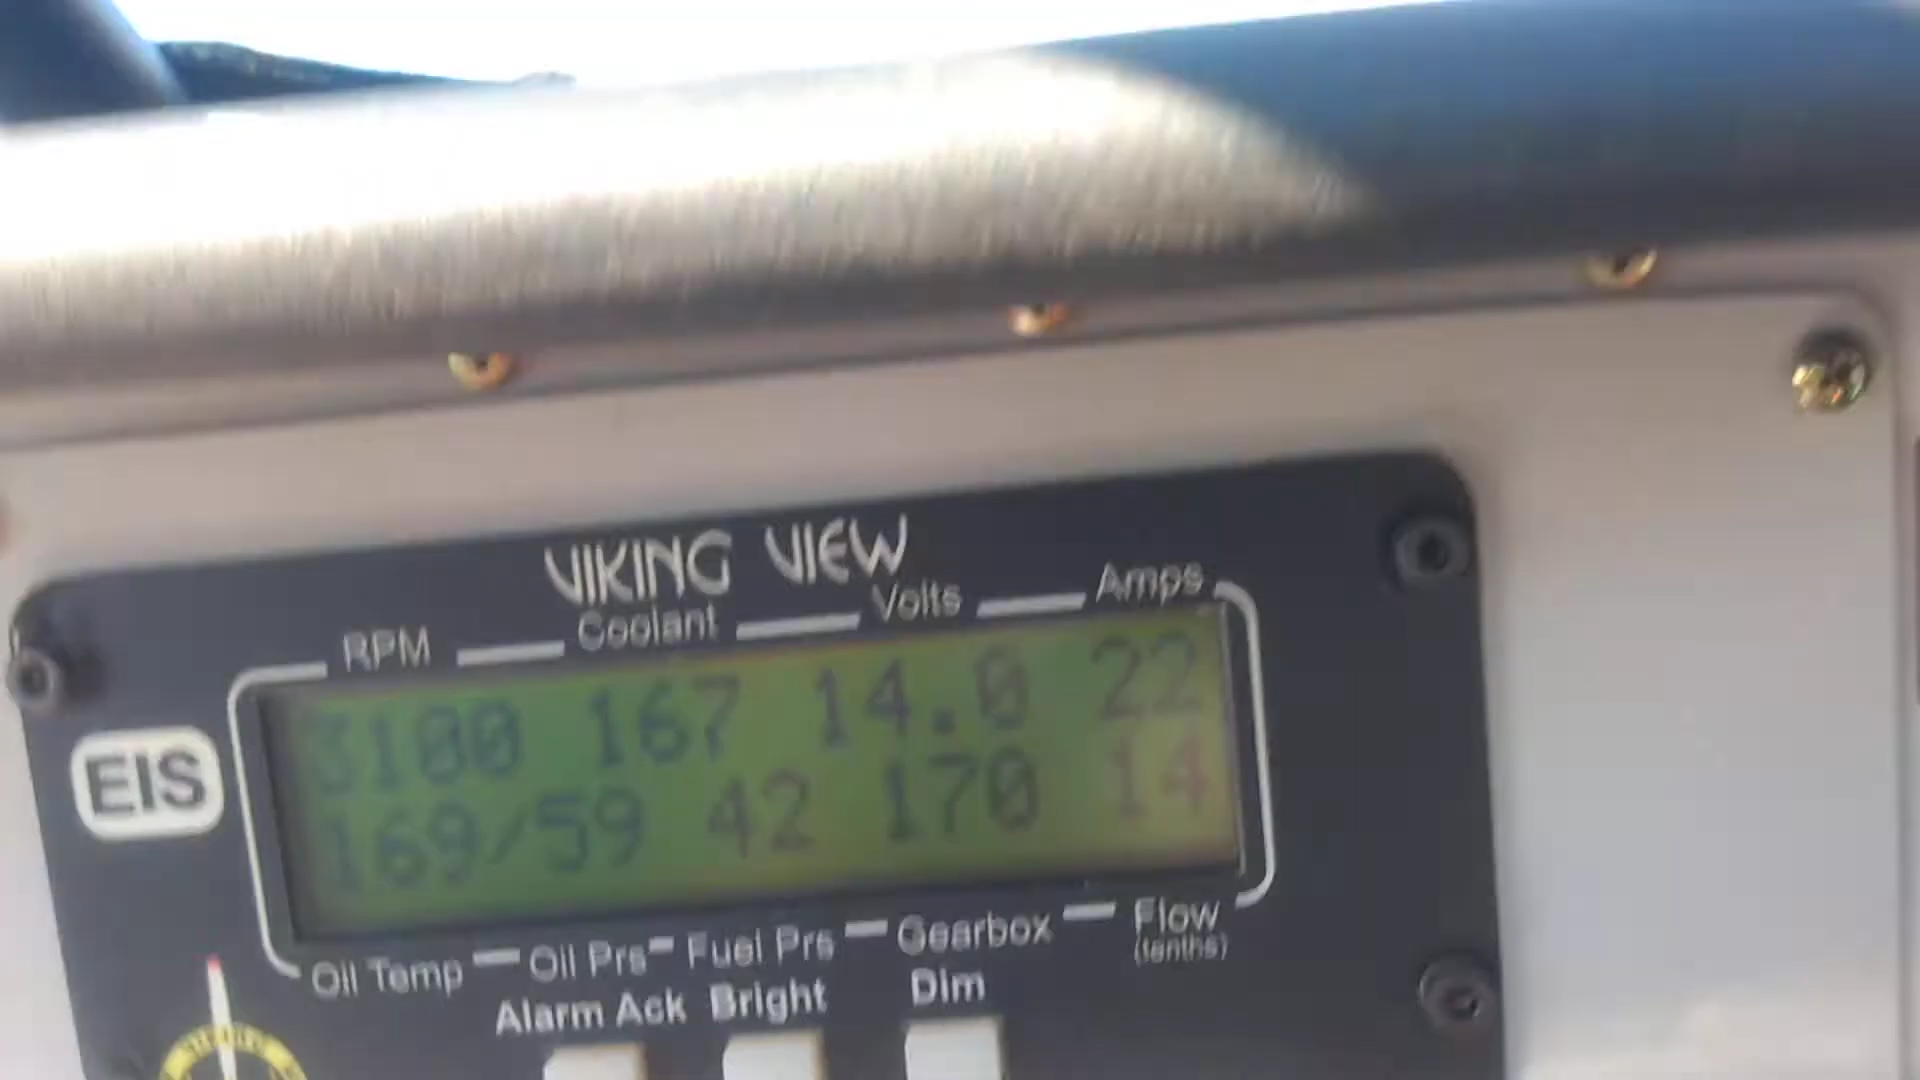 VIKING VIEW
RPM Coolant Volts Amps
3100 167 14.0 22
EIS
169/59 42 170 14
Oil Temp Oil Prs Fuel Prs Gearbox Flow
(tenths)
Alarm Ack Bright Dim